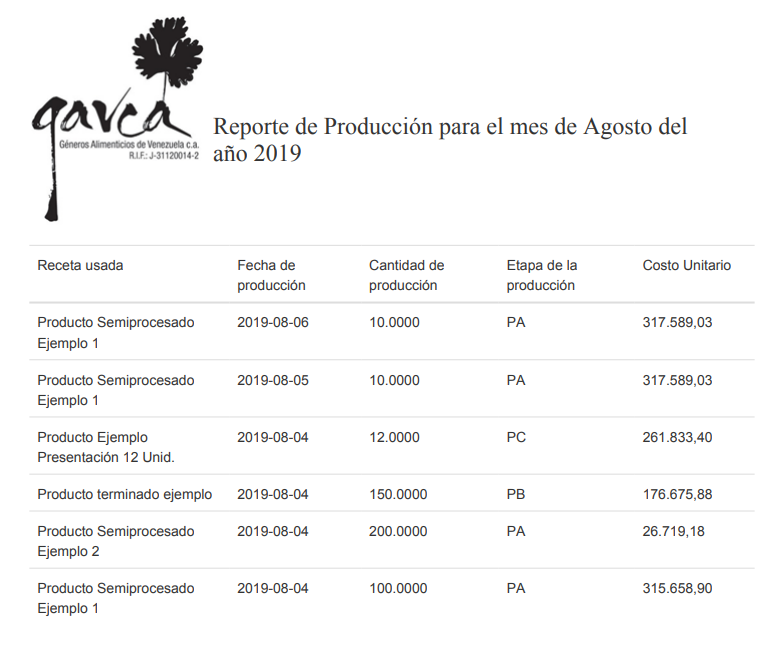 gavca
Géneros Alimenticios de Venezuela c.a.
R.I.F.: J-31120014-2
Reporte de Producción para el mes de Agosto del
año 2019
Receta usada Fecha de producción Cantidad de producción Etapa de la producción Costo Unitario
Producto Semiprocesado Ejemplo 1 2019-08-06 10.0000 PA 317.589,03
Producto Semiprocesado Ejemplo 1 2019-08-05 10.0000 PA 317.589,03
Producto Ejemplo Presentación 12 Unid. 2019-08-04 12.0000 PC 261.833,40
Producto terminado ejemplo 2019-08-04 150.0000 PB 176.675,88
Producto Semiprocesado Ejemplo 2 2019-08-04 200.0000 PA 26.719,18
Producto Semiprocesado Ejemplo 1 2019-08-04 100.0000 PA 315.658,90